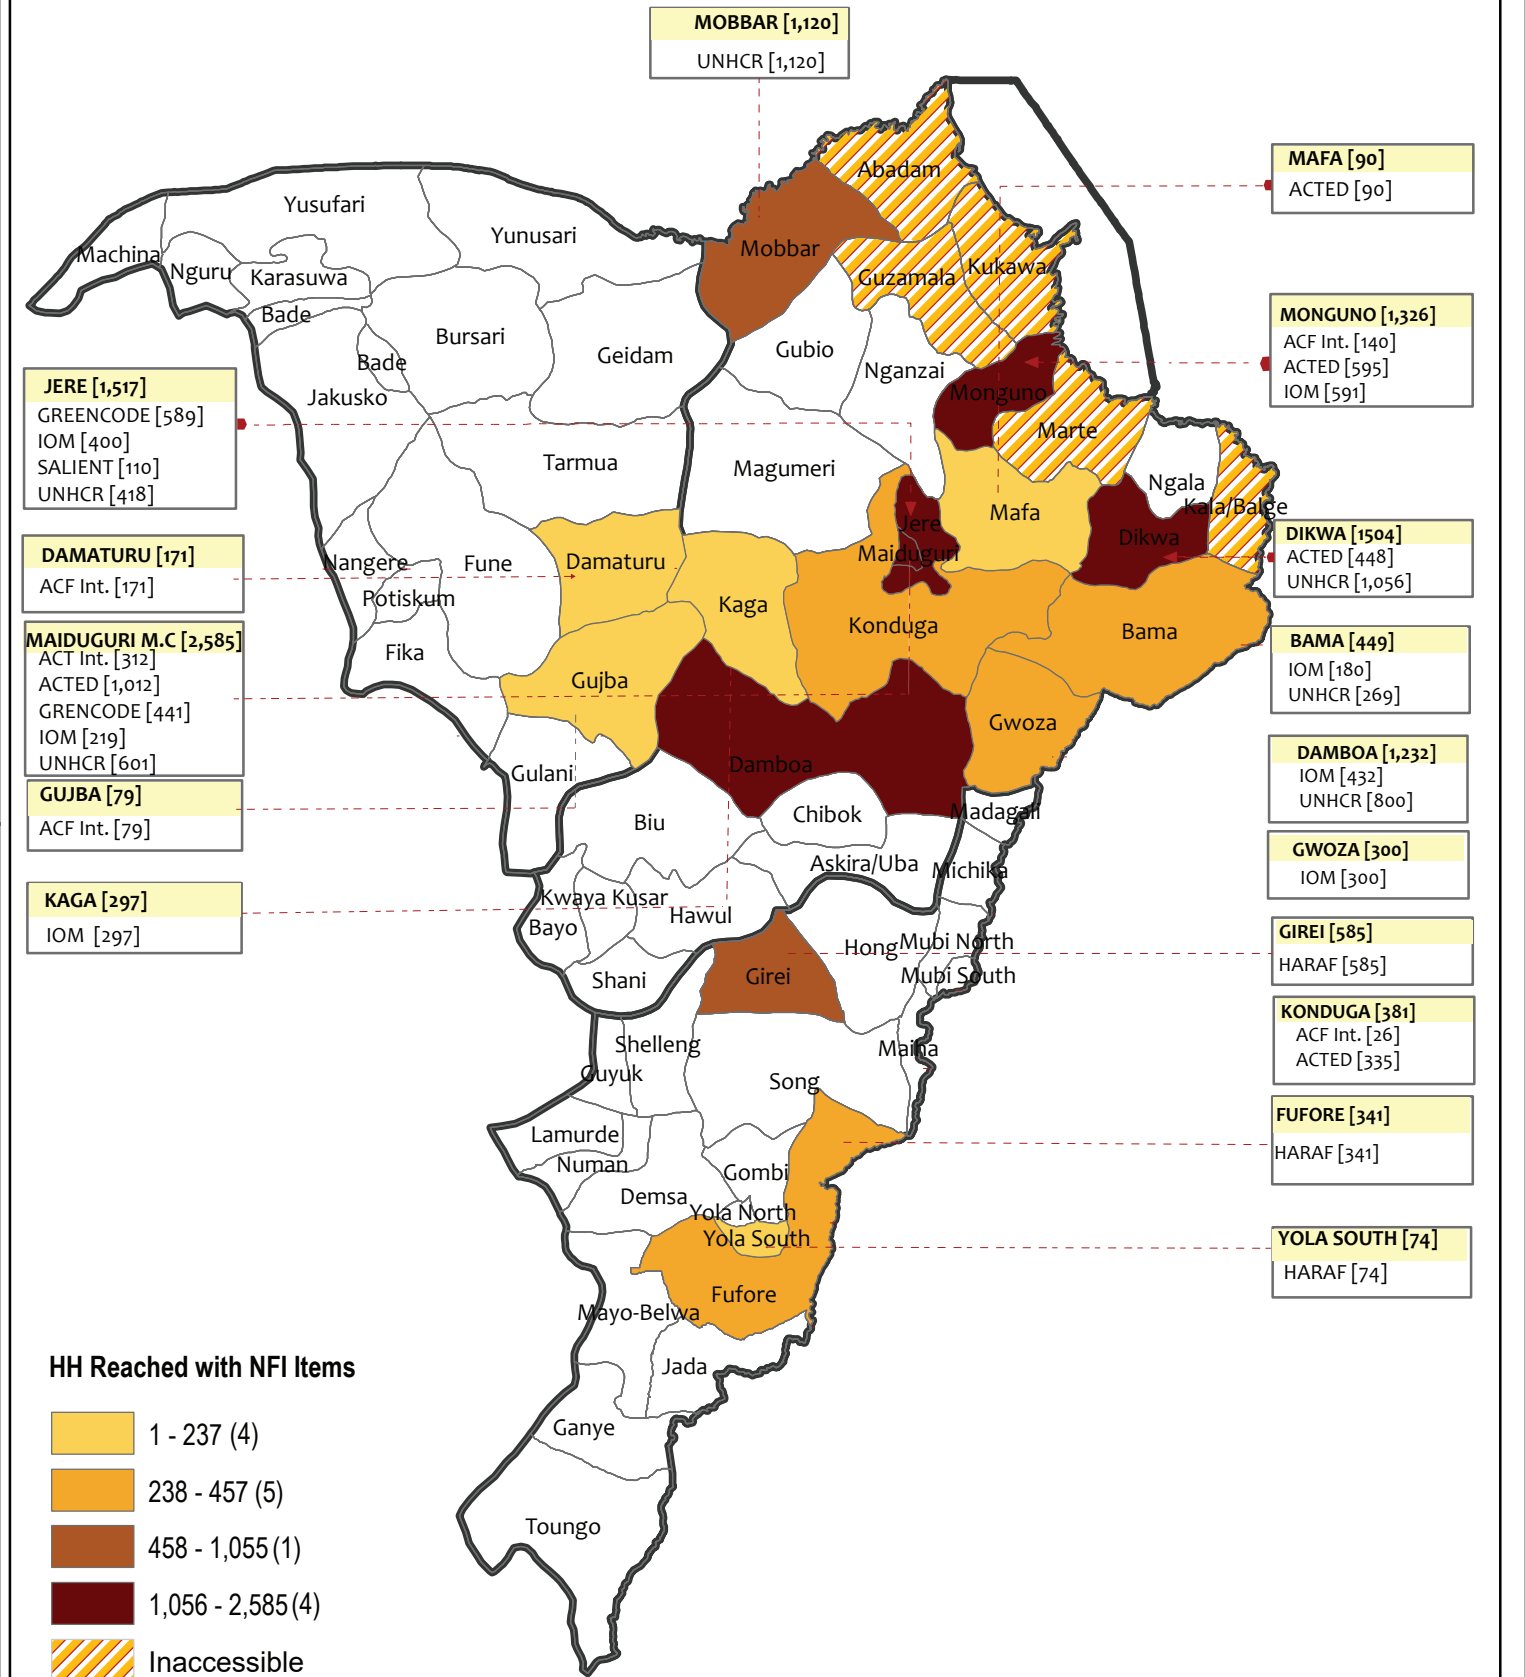 MOBBAR [1,120]
UNHCR [1,120]
MAFA [90]
ACTED [90]
MONGUNO [1,326]
ACF Int. [140]
ACTED [595]
IOM [591]
JERE [1,517]
GREENCODE [589]
IOM [400]
SALIENT [110]
UNHCR [418]
DAMATURU [171]
ACF Int. [171]
MAIDUGURI M.C [2,585]
ACT Int. [312]
ACTED [1,012]
GRENCODE [441]
IOM [219]
UNHCR [601]
GUJBA [79]
ACF Int. [79]
KAGA [297]
IOM [297]
DIKWA [1504]
ACTED [448]
UNHCR [1,056]
BAMA [449]
IOM [180]
UNHCR [269]
DAMBOA [1,232]
IOM [432]
UNHCR [800]
GWOZA [300]
IOM [300]
GIREI [585]
HARAF [585]
KONDUGA [381]
ACF Int. [26]
ACTED [335]
FUFORE [341]
HARAF [341]
YOLA SOUTH [74]
HARAF [74]
Abadam
Yusufari
Yunusari
Machina
Nguru
Karasuwa
Mobbar
Guzamala
Kukawa
Bade
Bursari
Geidam
Gubio
Nganzai
Bade
Jakusko
Monguno
Marte
Tarmua
Magumeri
Ngala
Kala/Balge
Mafa
Jere
Dikwa
Maiduguri
Nangere
Fune
Damaturu
Potiskum
Kaga
Konduga
Bama
Fika
Gujba
Gwoza
Gulani
Damboa
Biu
Chibok
Madagali
Askira/Uba
Michika
Kwaya Kusar
Bayo
Hawul
Hong
Mubi North
Mubi South
Shani
Girei
Shelleng
Guyuk
Maiha
Song
Lamurde
Numan
Gombi
Demsa
Yola North
Yola South
Fufore
Mayo-Belwa
Jada
Ganye
Toungo
HH Reached with NFI Items
1 - 237 (4)
238 - 457 (5)
458 - 1,055 (1)
1,056 - 2,585 (4)
Inaccessible